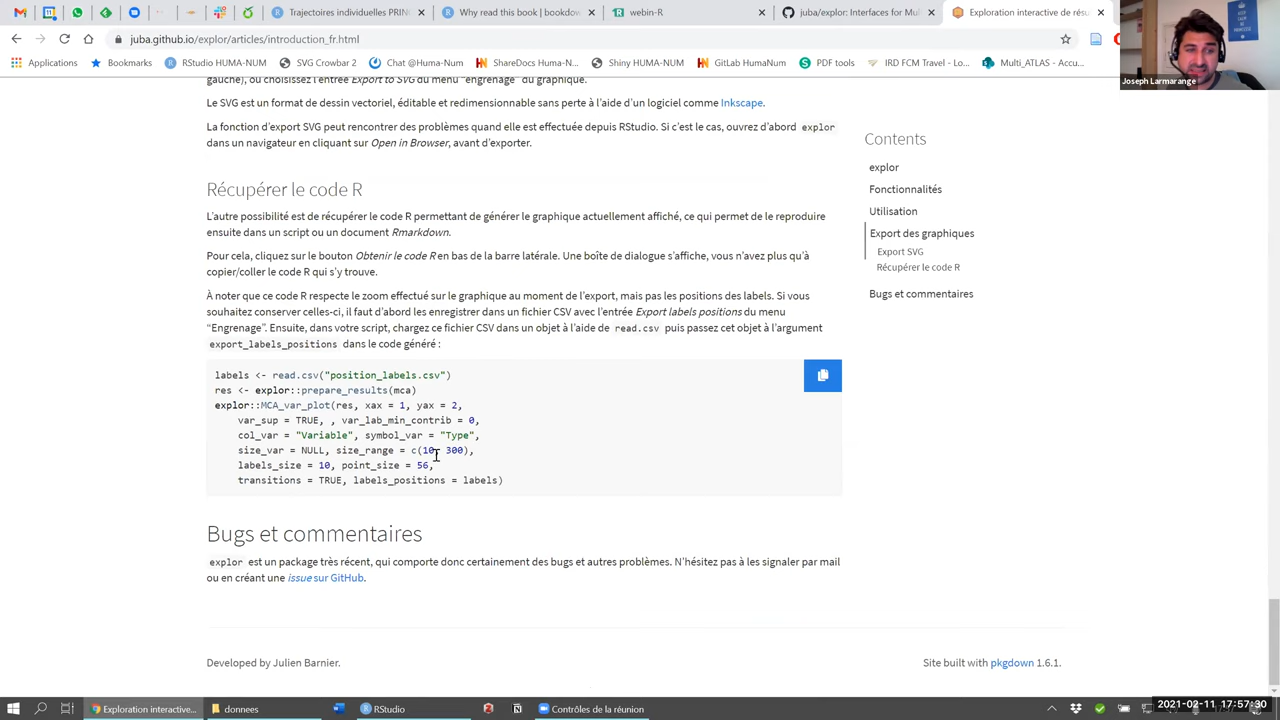 Trajectoires individuelles PRIN
Why read this book | bookdow
webin-R
juba/explor: Interfaces for Mul
Exploration interactive de résu
juba.github.io/explor/articles/introduction_fr.html
Applications
Bookmarks
RStudio HUMA-NUM
SVG Crowbar 2
Chat @Huma-Num
ShareDocs Huma-N...
Shiny HUMA-NUM
GitLab HumaNum
PDF tools
IRD FCM Travel - Lo...
Multi_ATLAS - Accu...
Joseph Larmarange
gauche), ou choisissez l'entrée Export to SVG du menu "engrenage" du graphique.
Le SVG est un format de dessin vectoriel, éditable et redimensionnable sans perte à l'aide d'un logiciel comme Inkscape.
La fonction d'export SVG peut rencontrer des problèmes quand elle est effectuée depuis RStudio. Si c'est le cas, ouvrez d'abord explor
dans un navigateur en cliquant sur Open in Browser, avant d'exporter.
Récupérer le code R
L'autre possibilité est de récupérer le code R permettant de générer le graphique actuellement affiché, ce qui permet de le reproduire
ensuite dans un script ou un document Rmarkdown.
Pour cela, cliquez sur le bouton Obtenir le code R en bas de la barre latérale. Une boîte de dialogue s'affiche, vous n'avez plus qu'à
copier/coller le code R qui s'y trouve.
À noter que ce code R respecte le zoom effectué sur le graphique au moment de l'export, mais pas les positions des labels. Si vous
souhaitez conserver celles-ci, il faut d'abord les enregistrer dans un fichier CSV avec l'entrée Export labels positions du menu
"Engrenage". Ensuite, dans votre script, chargez ce fichier CSV dans un objet à l'aide de read.csv puis passez cet objet à l'argument
export_labels_positions dans le code généré :
labels <- read.csv("position_labels.csv")
res <- explor::prepare_results(mca)
explor::MCA_var_plot(res, xax = 1, yax = 2,
var_sup = TRUE, , var_lab_min_contrib = 0,
col_var = "Variable", symbol_var = "Type",
size_var = NULL, size_range = c(10, 300),
labels_size = 10, point_size = 56,
transitions = TRUE, labels_positions = labels)
Bugs et commentaires
explor est un package très récent, qui comporte donc certainement des bugs et autres problèmes. N'hésitez pas à les signaler par mail
ou en créant une issue sur GitHub.
Developed by Julien Barnier.
Site built with pkgdown 1.6.1.
Contents
explor
Fonctionnalités
Utilisation
Export des graphiques
Export SVG
Récupérer le code R
Bugs et commentaires
Exploration interactive...
donnees
RStudio
Contrôles de la réunion
2021-02-11 17:57:30